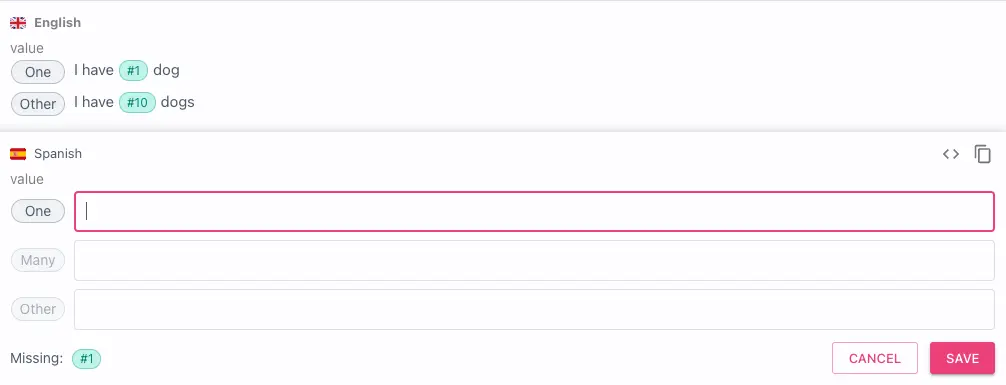 English
value
One I have #1 dog
Other I have #10 dogs
Spanish
value
One
Many
Other
Missing: #1 CANCEL SAVE